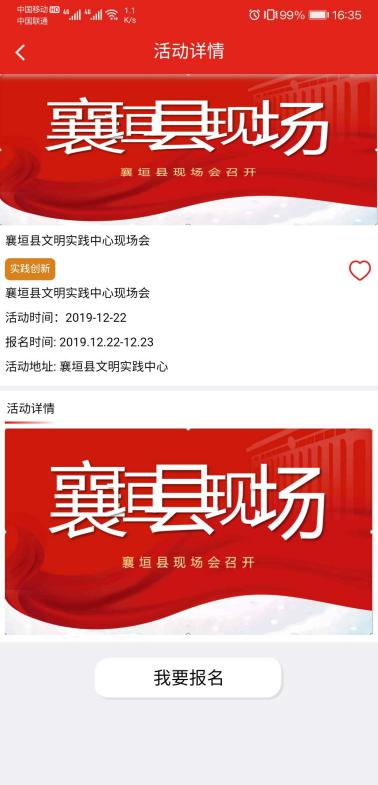 中国移动 HD 4G 4G 1.1 K/s 99% 16:35
中国联通
活动详情
襄垣县现场
襄垣县现场会召开
襄垣县文明实践中心现场会
实践创新
襄垣县文明实践中心现场会
活动时间：2019-12-22
报名时间: 2019.12.22-12.23
活动地址: 襄垣县文明实践中心
活动详情
襄垣县现场
襄垣县现场会召开
我要报名